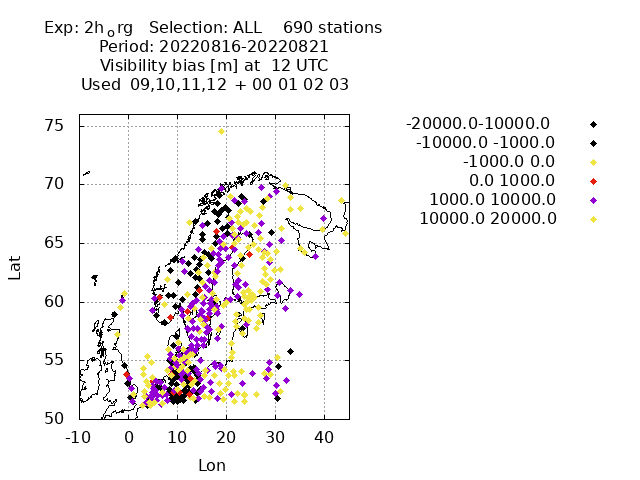 Exp: 2h_org   Selection: ALL    690 stations
Period: 20220816-20220821
Visibility bias [m] at  12 UTC
Used  09,10,11,12  + 00 01 02 03
-20000.0-10000.0
-10000.0 -1000.0
-1000.0 0.0
0.0 1000.0
1000.0 10000.0
10000.0 20000.0
75
70
65
60
55
50
Lat
-10 0 10 20 30 40
Lon